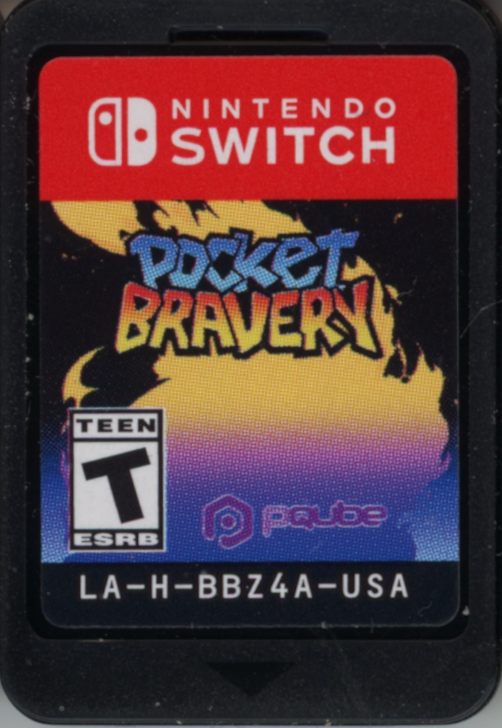 NINTENDO
SWITCH
POCKET
BRAVERY
TEEN
T
ESRB
PQube
LA-H-BBZ4A-USA